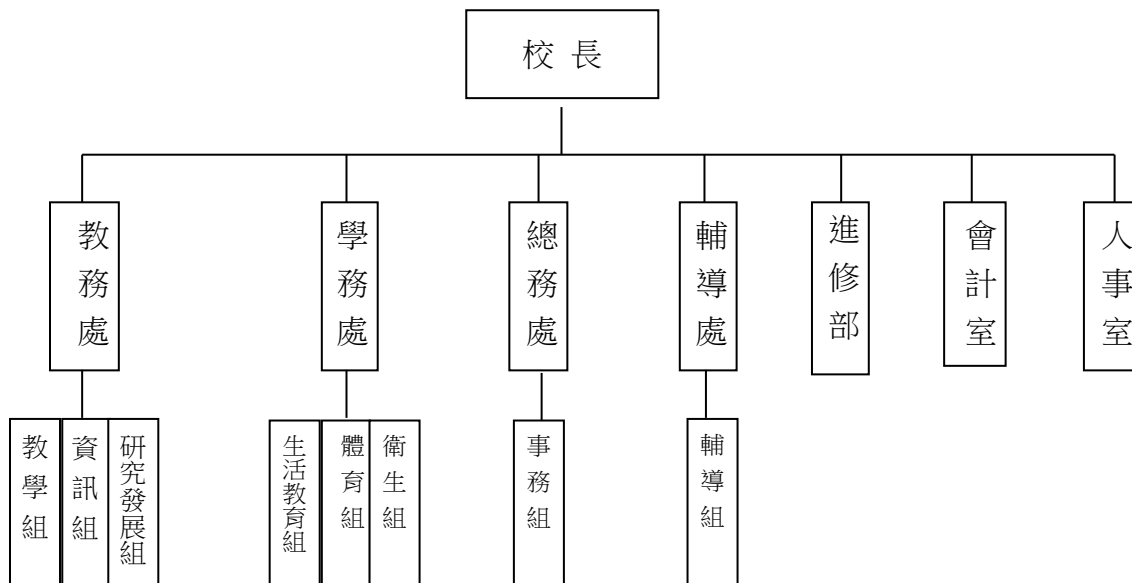 校長
教務處
學務處
總務處
輔導處
進修部
會計室
人事室
教學組
資訊組
研究發展組
生活教育組
體育組
衛生組
事務組
輔導組